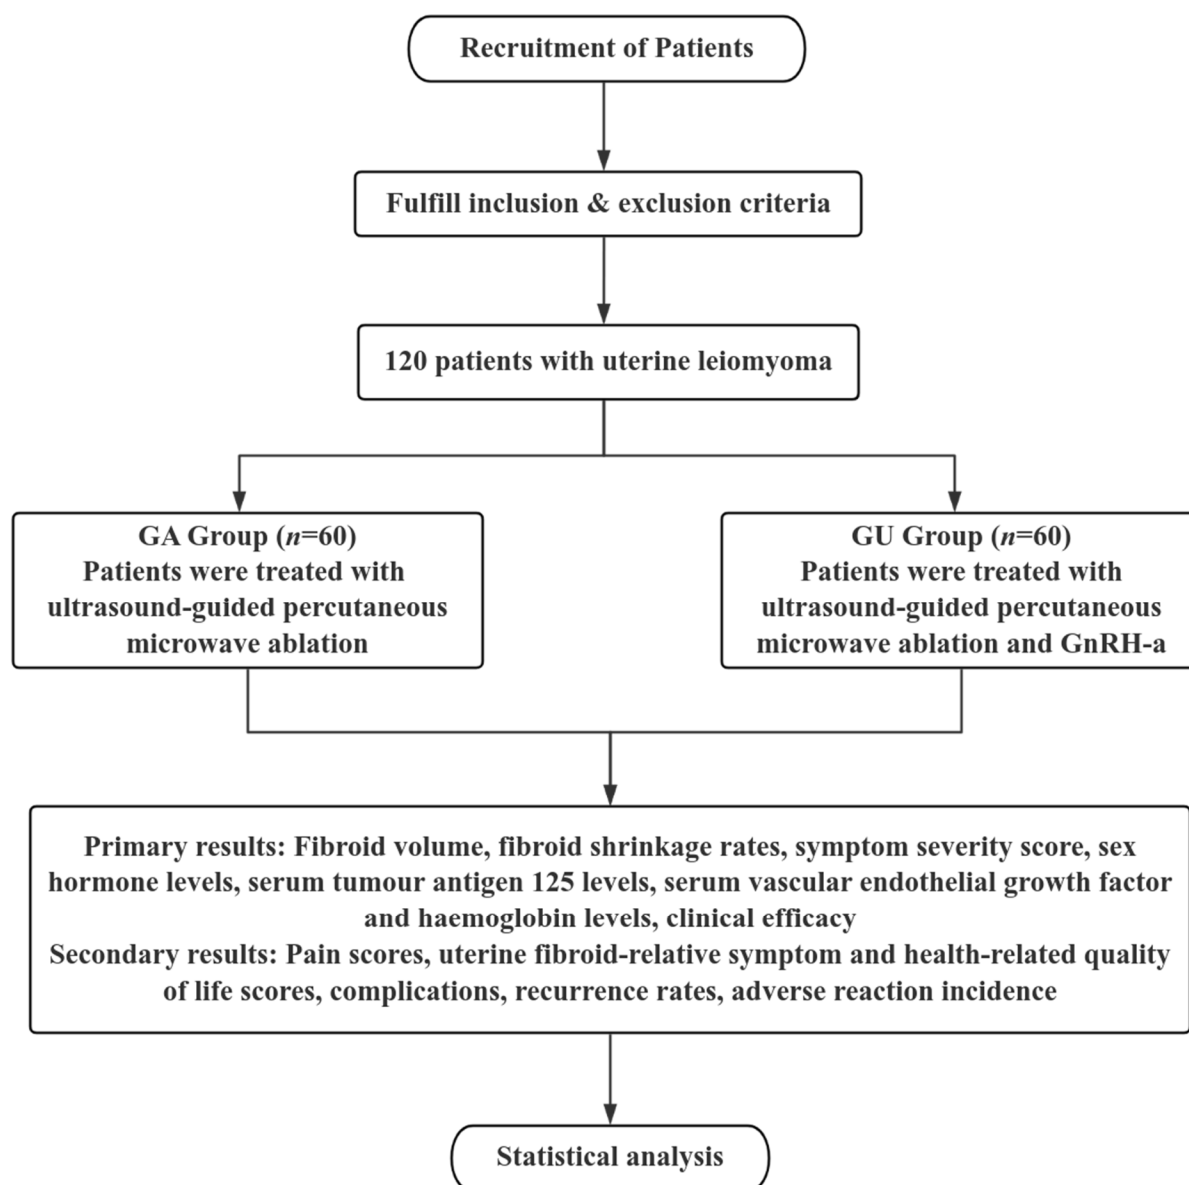 Recruitment of Patients
Fulfill inclusion & exclusion criteria
120 patients with uterine leiomyoma
GA Group (n=60)
Patients were treated with
ultrasound-guided percutaneous
microwave ablation
GU Group (n=60)
Patients were treated with
ultrasound-guided percutaneous
microwave ablation and GnRH-a
Primary results: Fibroid volume, fibroid shrinkage rates, symptom severity score, sex
hormone levels, serum tumour antigen 125 levels, serum vascular endothelial growth factor
and haemoglobin levels, clinical efficacy
Secondary results: Pain scores, uterine fibroid-relative symptom and health-related quality
of life scores, complications, recurrence rates, adverse reaction incidence
Statistical analysis